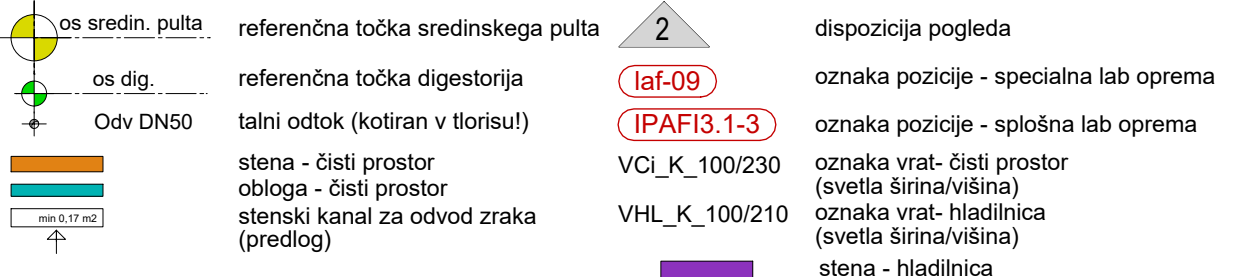 os sredin. pulta
referenčna točka sredinskega pulta
os dig.
referenčna točka digestorija
Odv DN50
talni odtok (kotiran v tlorisu!)
stena - čisti prostor
obloga - čisti prostor
min 0,17 m2
stenski kanal za odvod zraka
(predlog)
2
dispozicija pogleda
laf-09
oznaka pozicije - specialna lab oprema
IPAFI3.1-3
oznaka pozicije - splošna lab oprema
VCi_K_100/230
oznaka vrat- čisti prostor
(svetla širina/višina)
VHL_K_100/210
oznaka vrat- hladilnica
(svetla širina/višina)
stena - hladilnica